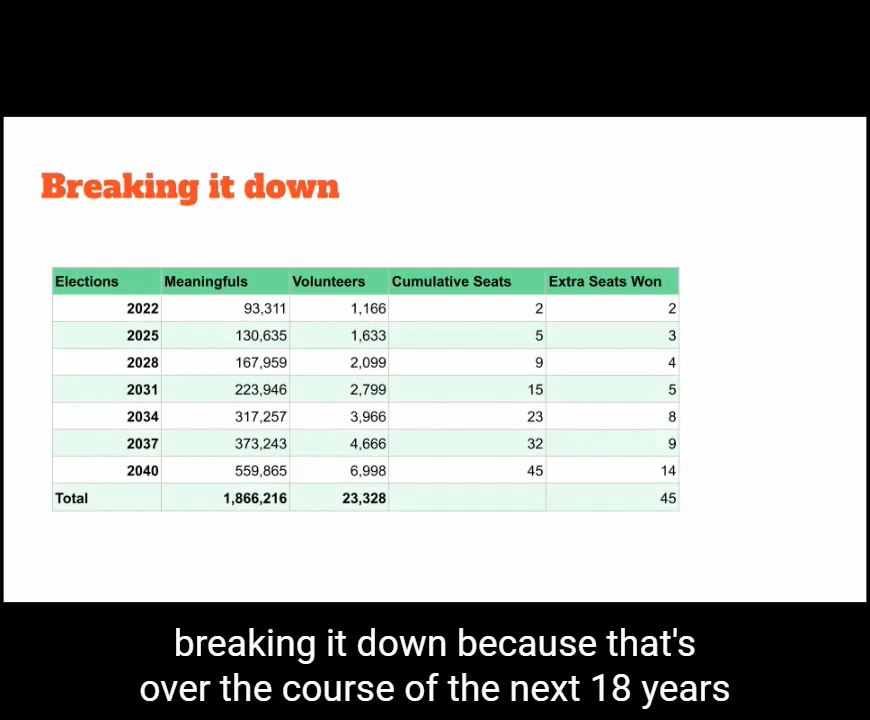 Breaking it down
Elections Meaningfuls Volunteers Cumulative Seats Extra Seats Won
2022 93,311 1,166 2 2
2025 130,635 1,633 5 3
2028 167,959 2,099 9 4
2031 223,946 2,799 15 5
2034 317,257 3,966 23 8
2037 373,243 4,666 32 9
2040 559,865 6,998 45 14
Total 1,866,216 23,328 45
breaking it down because that's
over the course of the next 18 years